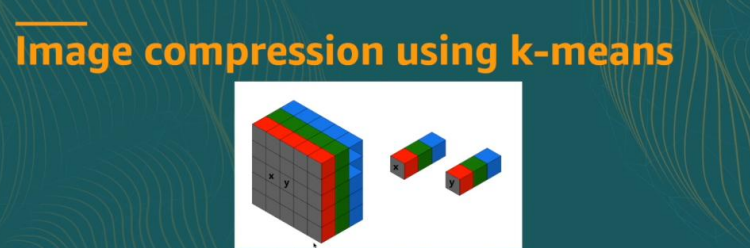 Image compression using k-means
x y
x
y